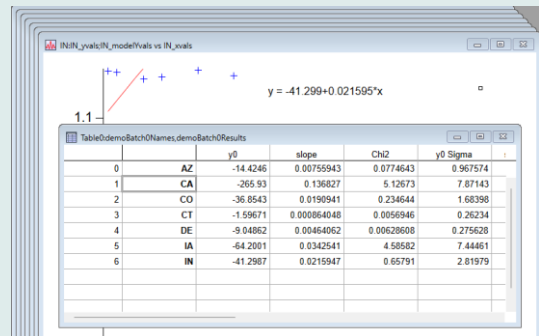 IN:IN_yvals;IN_modelYvals vs IN_xvals
y = -41.299+0.021595*x
1.1
Table0:demoBatch0Names,demoBatch0Results
y0 slope Chi2 y0 Sigma
0 AZ -14.4246 0.00755943 0.0774643 0.967574
1 CA -265.93 0.136827 5.12673 7.87143
2 CO -36.8543 0.0190941 0.234644 1.68398
3 CT -1.59671 0.000864048 0.0056946 0.26234
4 DE -9.04862 0.00464062 0.00628608 0.275628
5 IA -64.2001 0.0342541 4.58582 7.44461
6 IN -41.2987 0.0215947 0.65791 2.81979